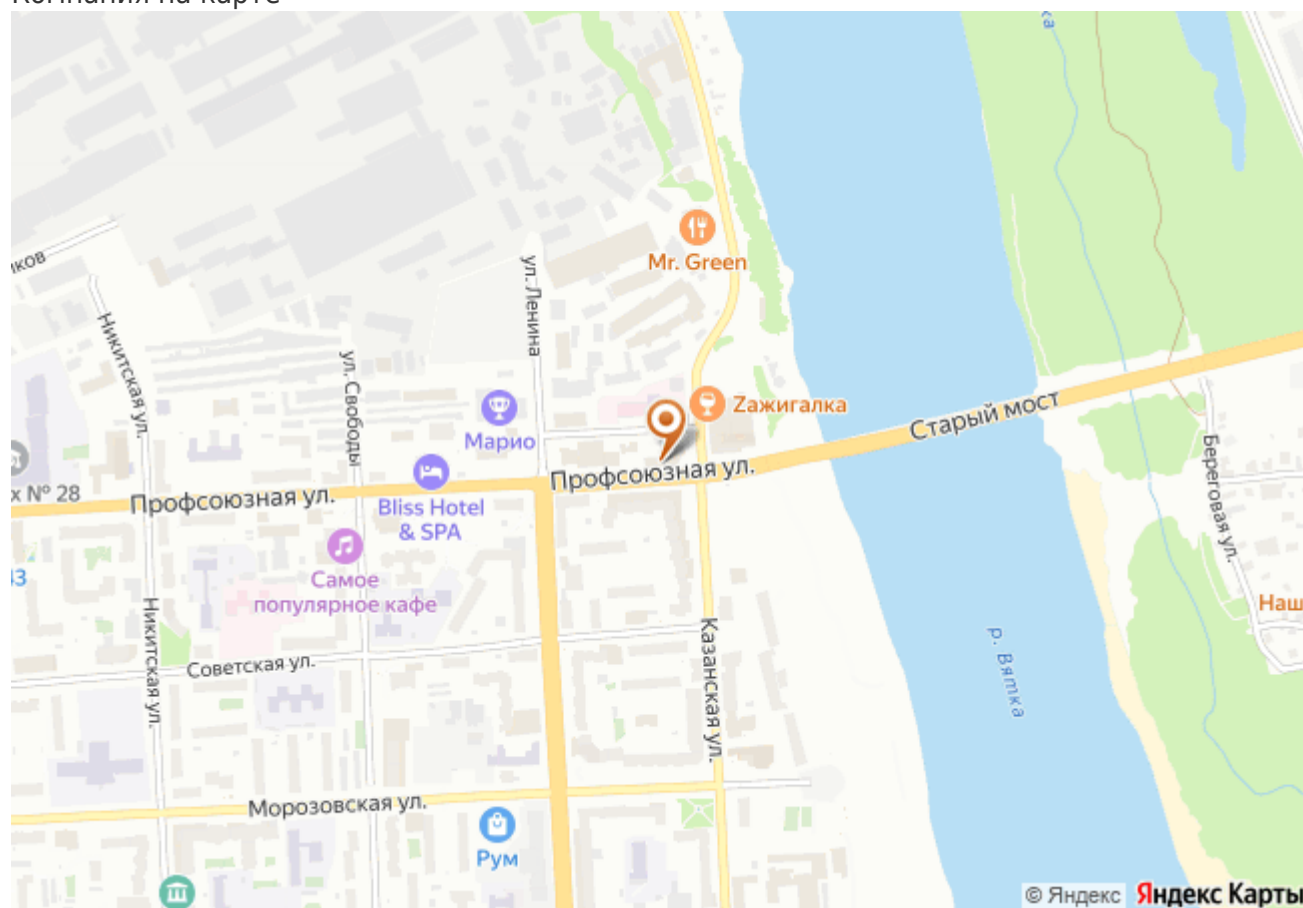 Компания на карте
ка
Mr. Green
ков
ул. Ленина
Никитская ул.
ул. Свободы
Zажигалка
Марио
Старый мост
Береговая ул.
х № 28
Профсоюзная ул.
Профсоюзная ул.
Bliss Hotel
& SPA
43
Самое
популярное кафе
Наш
Никитская ул.
Казанская ул.
р. Вятка
Советская ул.
Морозовская ул.
Рум
© Яндекс Яндекс Карты